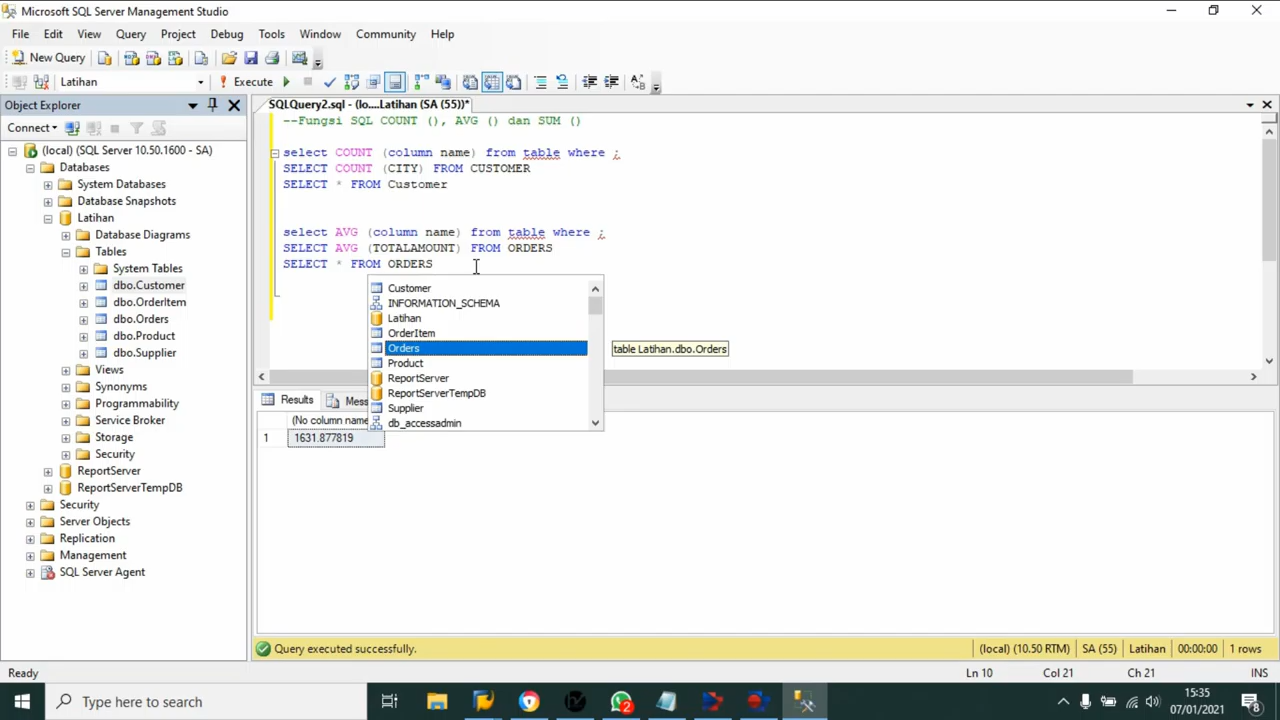 Microsoft SQL Server Management Studio
File Edit View Query Project Debug Tools Window Community Help
New Query
Latihan Execute
Object Explorer
SQLQuery2.sql - (lo....Latihan (SA (55))*
Connect
(local) (SQL Server 10.50.1600 - SA)
Databases
System Databases
Database Snapshots
Latihan
Database Diagrams
Tables
System Tables
dbo.Customer
dbo.OrderItem
dbo.Orders
dbo.Product
dbo.Supplier
Views
Synonyms
Programmability
Service Broker
Storage
Security
ReportServer
ReportServerTempDB
Security
Server Objects
Replication
Management
SQL Server Agent
--Fungsi SQL COUNT (), AVG () dan SUM ()
select COUNT (column name) from table where ;
SELECT COUNT (CITY) FROM CUSTOMER
SELECT * FROM Customer
select AVG (column name) from table where ;
SELECT AVG (TOTALAMOUNT) FROM ORDERS
SELECT * FROM ORDERS
Customer
INFORMATION_SCHEMA
Latihan
OrderItem
Orders
table Latihan.dbo.Orders
Product
ReportServer
ReportServerTempDB
Supplier
db_accessadmin
Results
(No column name
1 1631.877819
Query executed successfully.
(local) (10.50 RTM) SA (55) Latihan 00:00:00 1 rows
Ready Ln 10 Col 21 Ch 21 INS
Type here to search
2
15:35
07/01/2021
8